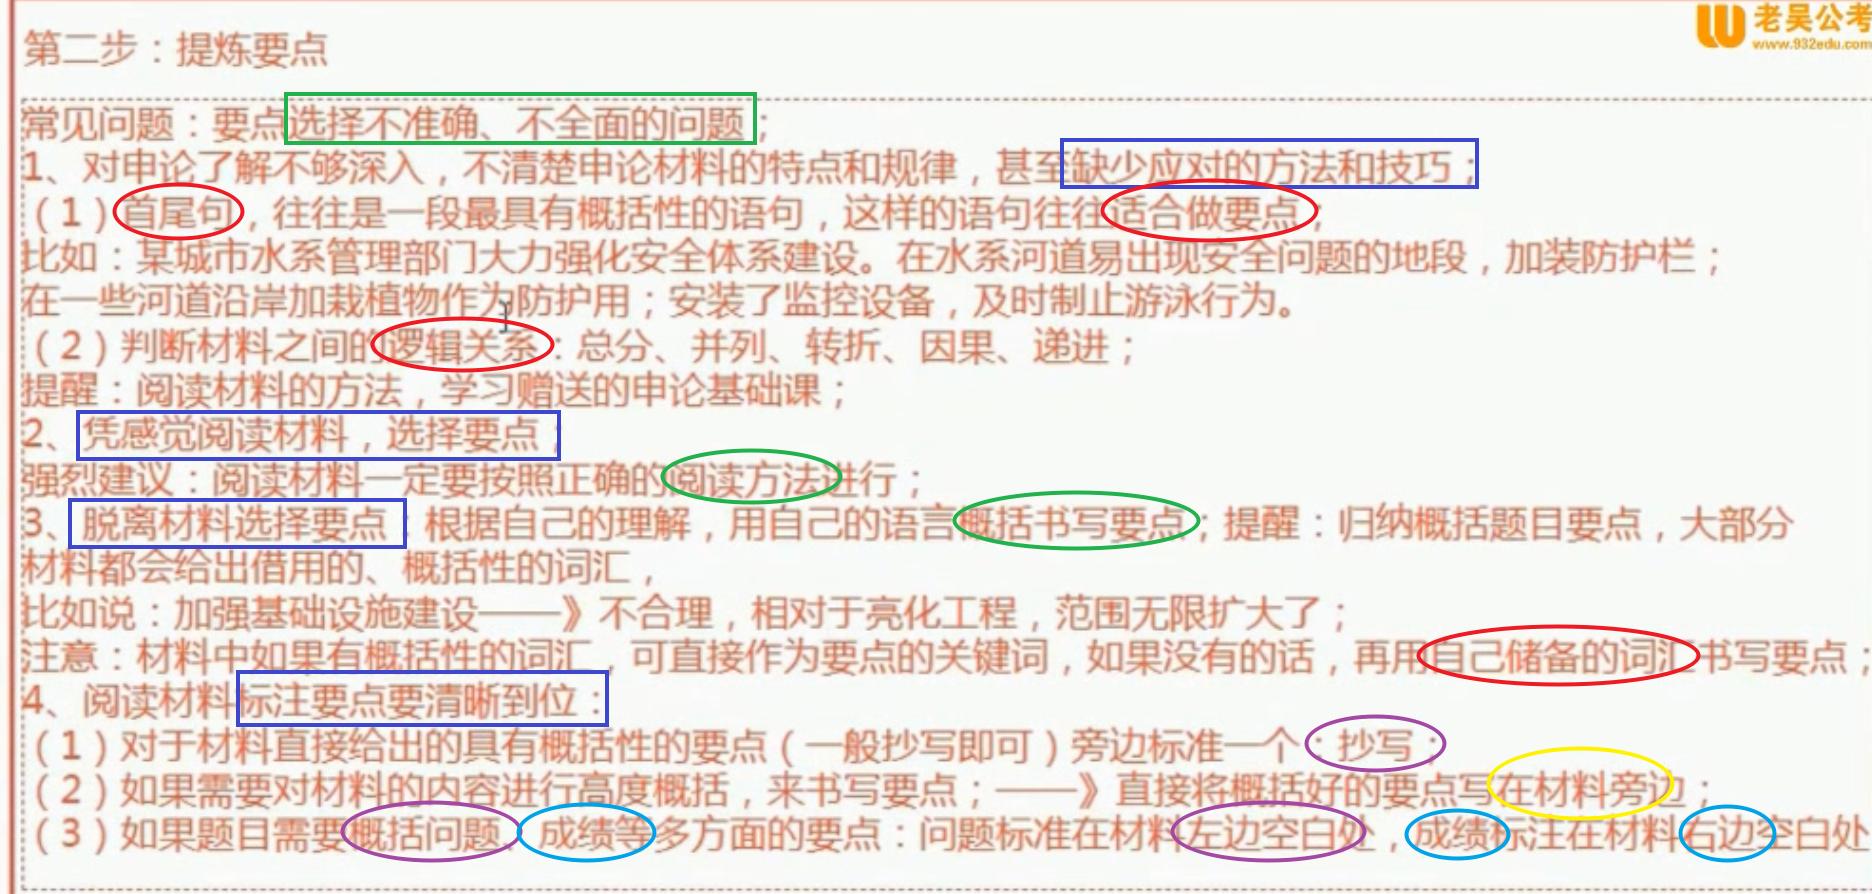 老吴公考
www.932edu.com
第二步：提炼要点
常见问题：要点选择不准确、不全面的问题；
1、对申论了解不够深入，不清楚申论材料的特点和规律，甚至缺少应对的方法和技巧；
（1）首尾句，往往是一段最具有概括性的语句，这样的语句往往适合做要点；
比如：某城市水系管理部门大力强化安全体系建设。在水系河道易出现安全问题的地段，加装防护栏；
在一些河道沿岸加栽植物作为防护用；安装了监控设备，及时制止游泳行为。
（2）判断材料之间的逻辑关系：总分、并列、转折、因果、递进；
提醒：阅读材料的方法，学习赠送的申论基础课；
2、凭感觉阅读材料，选择要点；
强烈建议：阅读材料一定要按照正确的阅读方法进行；
3、脱离材料选择要点：根据自己的理解，用自己的语言概括书写要点；提醒：归纳概括题目要点，大部分
材料都会给出借用的、概括性的词汇，
比如说：加强基础设施建设——》不合理，相对于亮化工程，范围无限扩大了；
注意：材料中如果有概括性的词汇，可直接作为要点的关键词，如果没有的话，再用自己储备的词汇书写要点；
4、阅读材料标注要点要清晰到位：
（1）对于材料直接给出的具有概括性的要点（一般抄写即可）旁边标准一个：抄写；
（2）如果需要对材料的内容进行高度概括，来书写要点；——》直接将概括好的要点写在材料旁边；
（3）如果题目需要概括问题、成绩等多方面的要点：问题标准在材料左边空白处，成绩标注在材料右边空白处